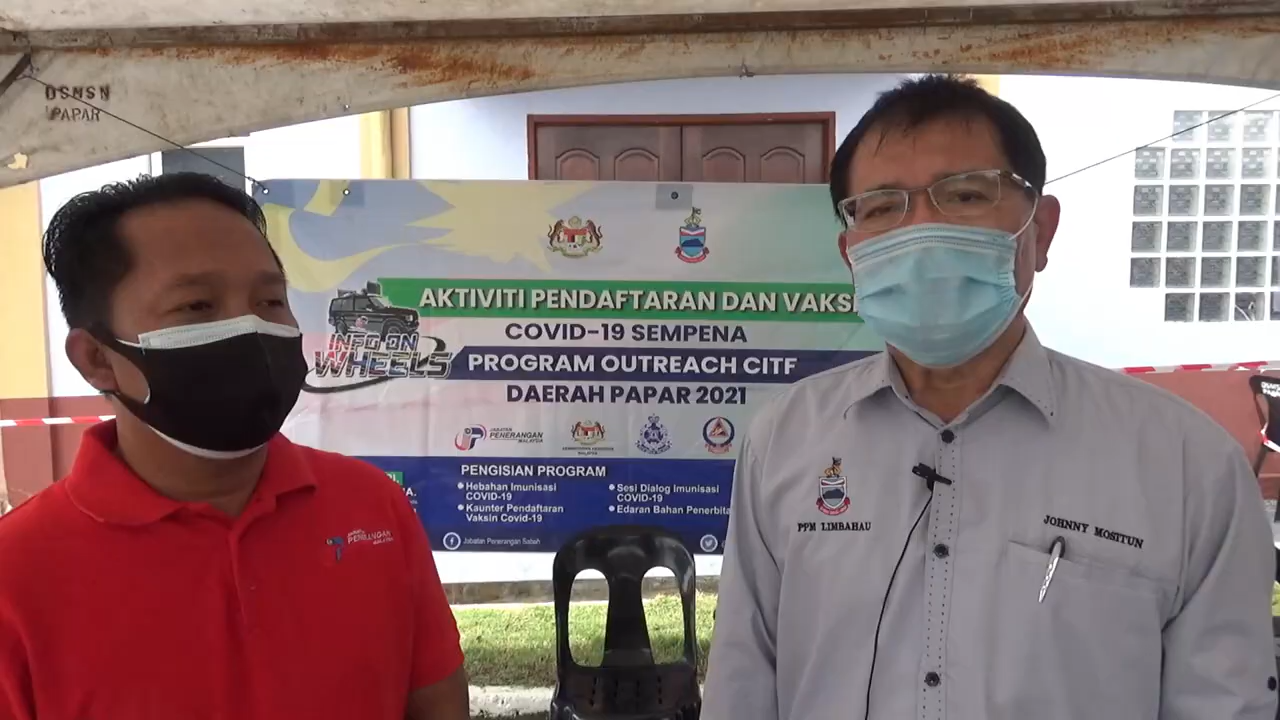 DSMSN
PAPAR
AKTIVITI PENDAFTARAN DAN VAKSI
COVID-19 SEMPENA
INFO ON
WHEELS
PROGRAM OUTREACH CITF
DAERAH PAPAR 2021
JABATAN
PENERANGAN
MALAYSIA
PENGISIAN PROGRAM
Hebahan Imunisasi
COVID-19
Kaunter Pendaftaran
Vaksin Covid-19
Sesi Dialog Imunisasi
COVID-19
Edaran Bahan Penerbita
Jabatan Penerangan Sabah
PENERANGAN
PPM LIMBAHAU
JOHNNY MOSITUN